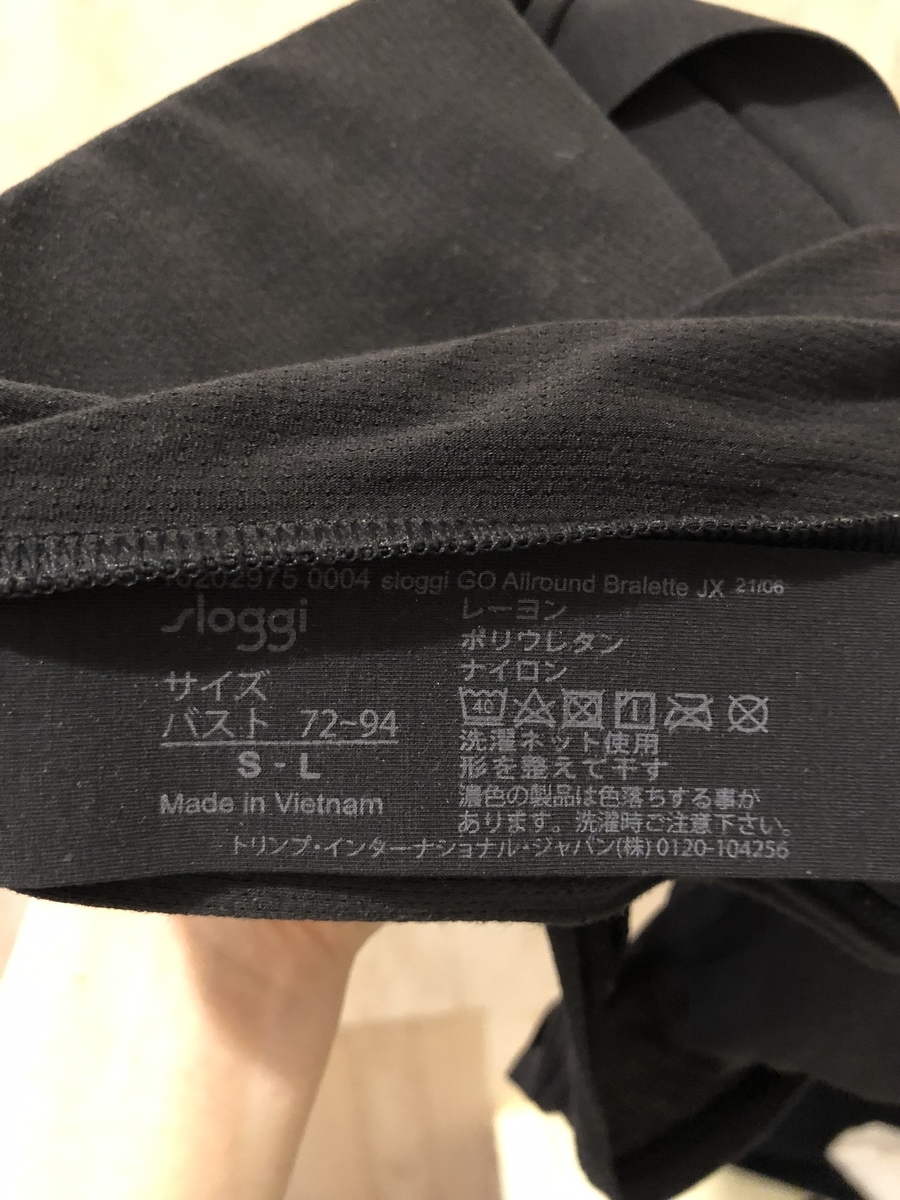 10202975 0004 sloggi GO Allround Bralette JX 21/06
sloggi
サイズ
バスト 72~94
S - L
Made in Vietnam
レーヨン
ポリウレタン
ナイロン
40
洗濯ネット使用
形を整えて干す
濃色の製品は色落ちする事が
あります。洗濯時ご注意下さい。
トリンプ・インターナショナル・ジャパン(株) 0120-104256